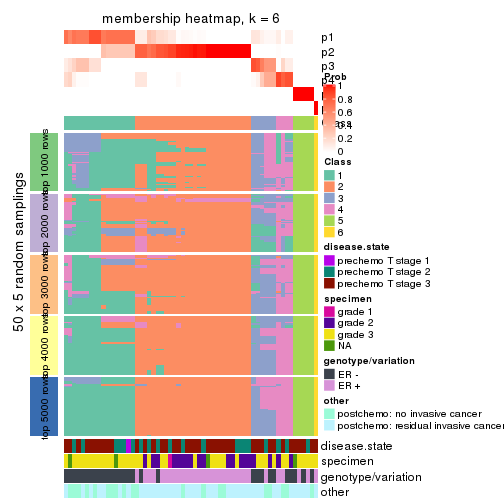 membership heatmap, k = 6
p1
p2
p3
p4
Prob
1
0.8
0.6
0.4
0.2
0
Class
1
2
3
4
5
6
50 x 5 random samplings
top 1000 rows
top 2000 rows
top 3000 rows
top 4000 rows
top 5000 rows
disease.state
prechemo T stage 1
prechemo T stage 2
prechemo T stage 3
specimen
grade 1
grade 2
grade 3
NA
genotype/variation
ER -
ER +
other
postchemo: no invasive cancer
postchemo: residual invasive cancer
disease.state
specimen
genotype/variation
other